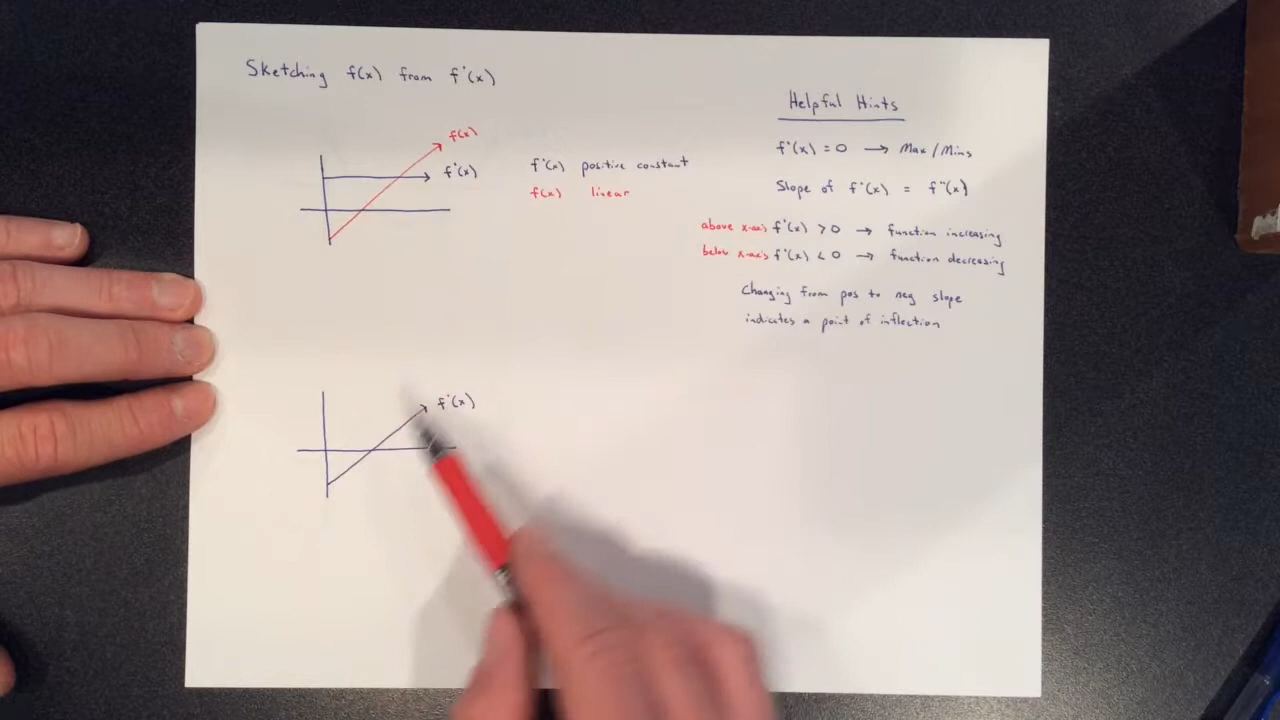 Sketching f(x) from f'(x)
f(x)
f'(x)
f'(x) positive constant
f(x) linear
f'(x)
Helpful Hints
f'(x) = 0 → Max/Mins
Slope of f'(x) = f''(x)
above x-axis f'(x) > 0 → function increasing
below x-axis f'(x) < 0 → function decreasing
Changing from pos to neg slope
indicates a point of inflection